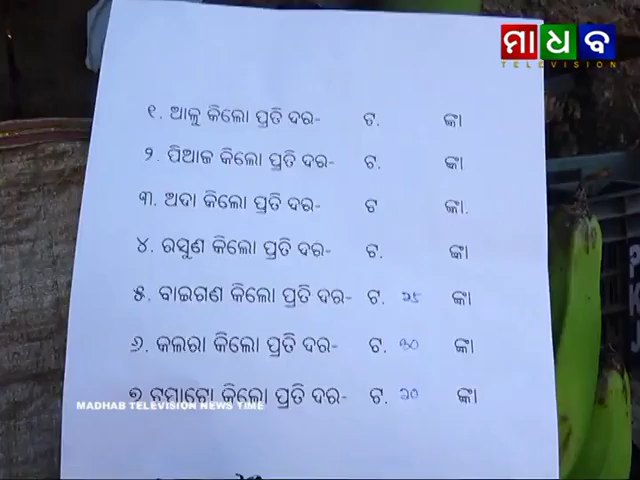 ମାଧବ
TELEVISION
୧. ଆଳୁ କିଲୋ ପ୍ରତି ଦର- ଟ. ଙ୍କା
୨. ପିଆଜ କିଲୋ ପ୍ରତି ଦର- ଟ. ଙ୍କା
୩. ଅଦା କିଲୋ ପ୍ରତି ଦର- ଟ ଙ୍କା.
୪. ରସୁଣ କିଲୋ ପ୍ରତି ଦର- ଟ. ଙ୍କା
୫. ବାଇଗଣ କିଲୋ ପ୍ରତି ଦର- ଟ. ଙ୍କା
୬. କଲରା କିଲୋ ପ୍ରତି ଦର- ଟ. ଙ୍କା
୭ ଟମାଟୋ କିଲୋ ପ୍ରତି ଦର- ଟ. ୨୦ ଙ୍କା
MADHAB TELEVISION NEWS TIME